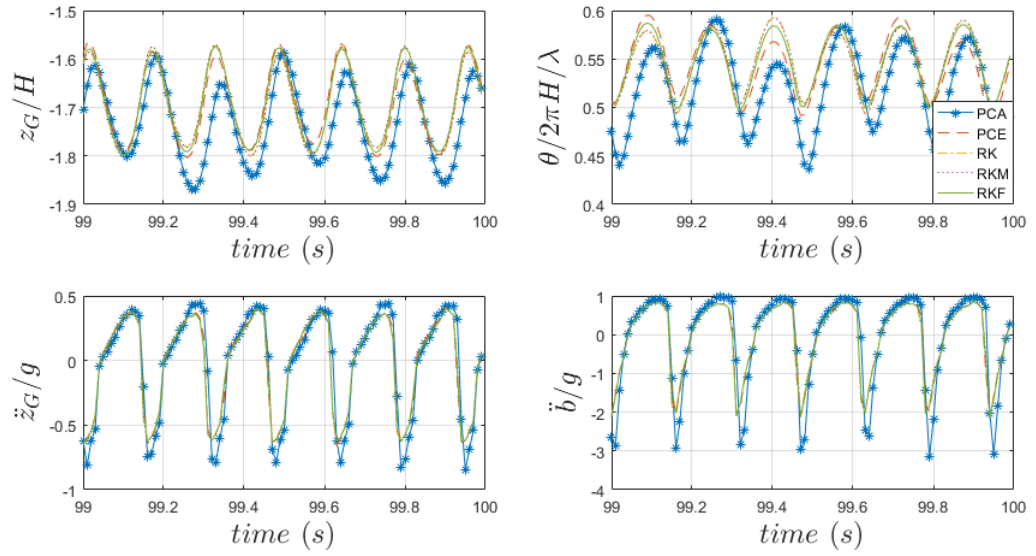 z_G/H
-1.5
-1.6
-1.7
-1.8
-1.9
99 99.2 99.4 99.6 99.8 100
time (s)
θ/2πH/λ
0.6
0.55
0.5
0.45
0.4
99 99.2 99.4 99.6 99.8 100
time (s)
PCA
PCE
RK
RKM
RKF
z̈_G/g
0.5
0
-0.5
-1
99 99.2 99.4 99.6 99.8 100
time (s)
b̈/g
1
0
-1
-2
-3
-4
99 99.2 99.4 99.6 99.8 100
time (s)